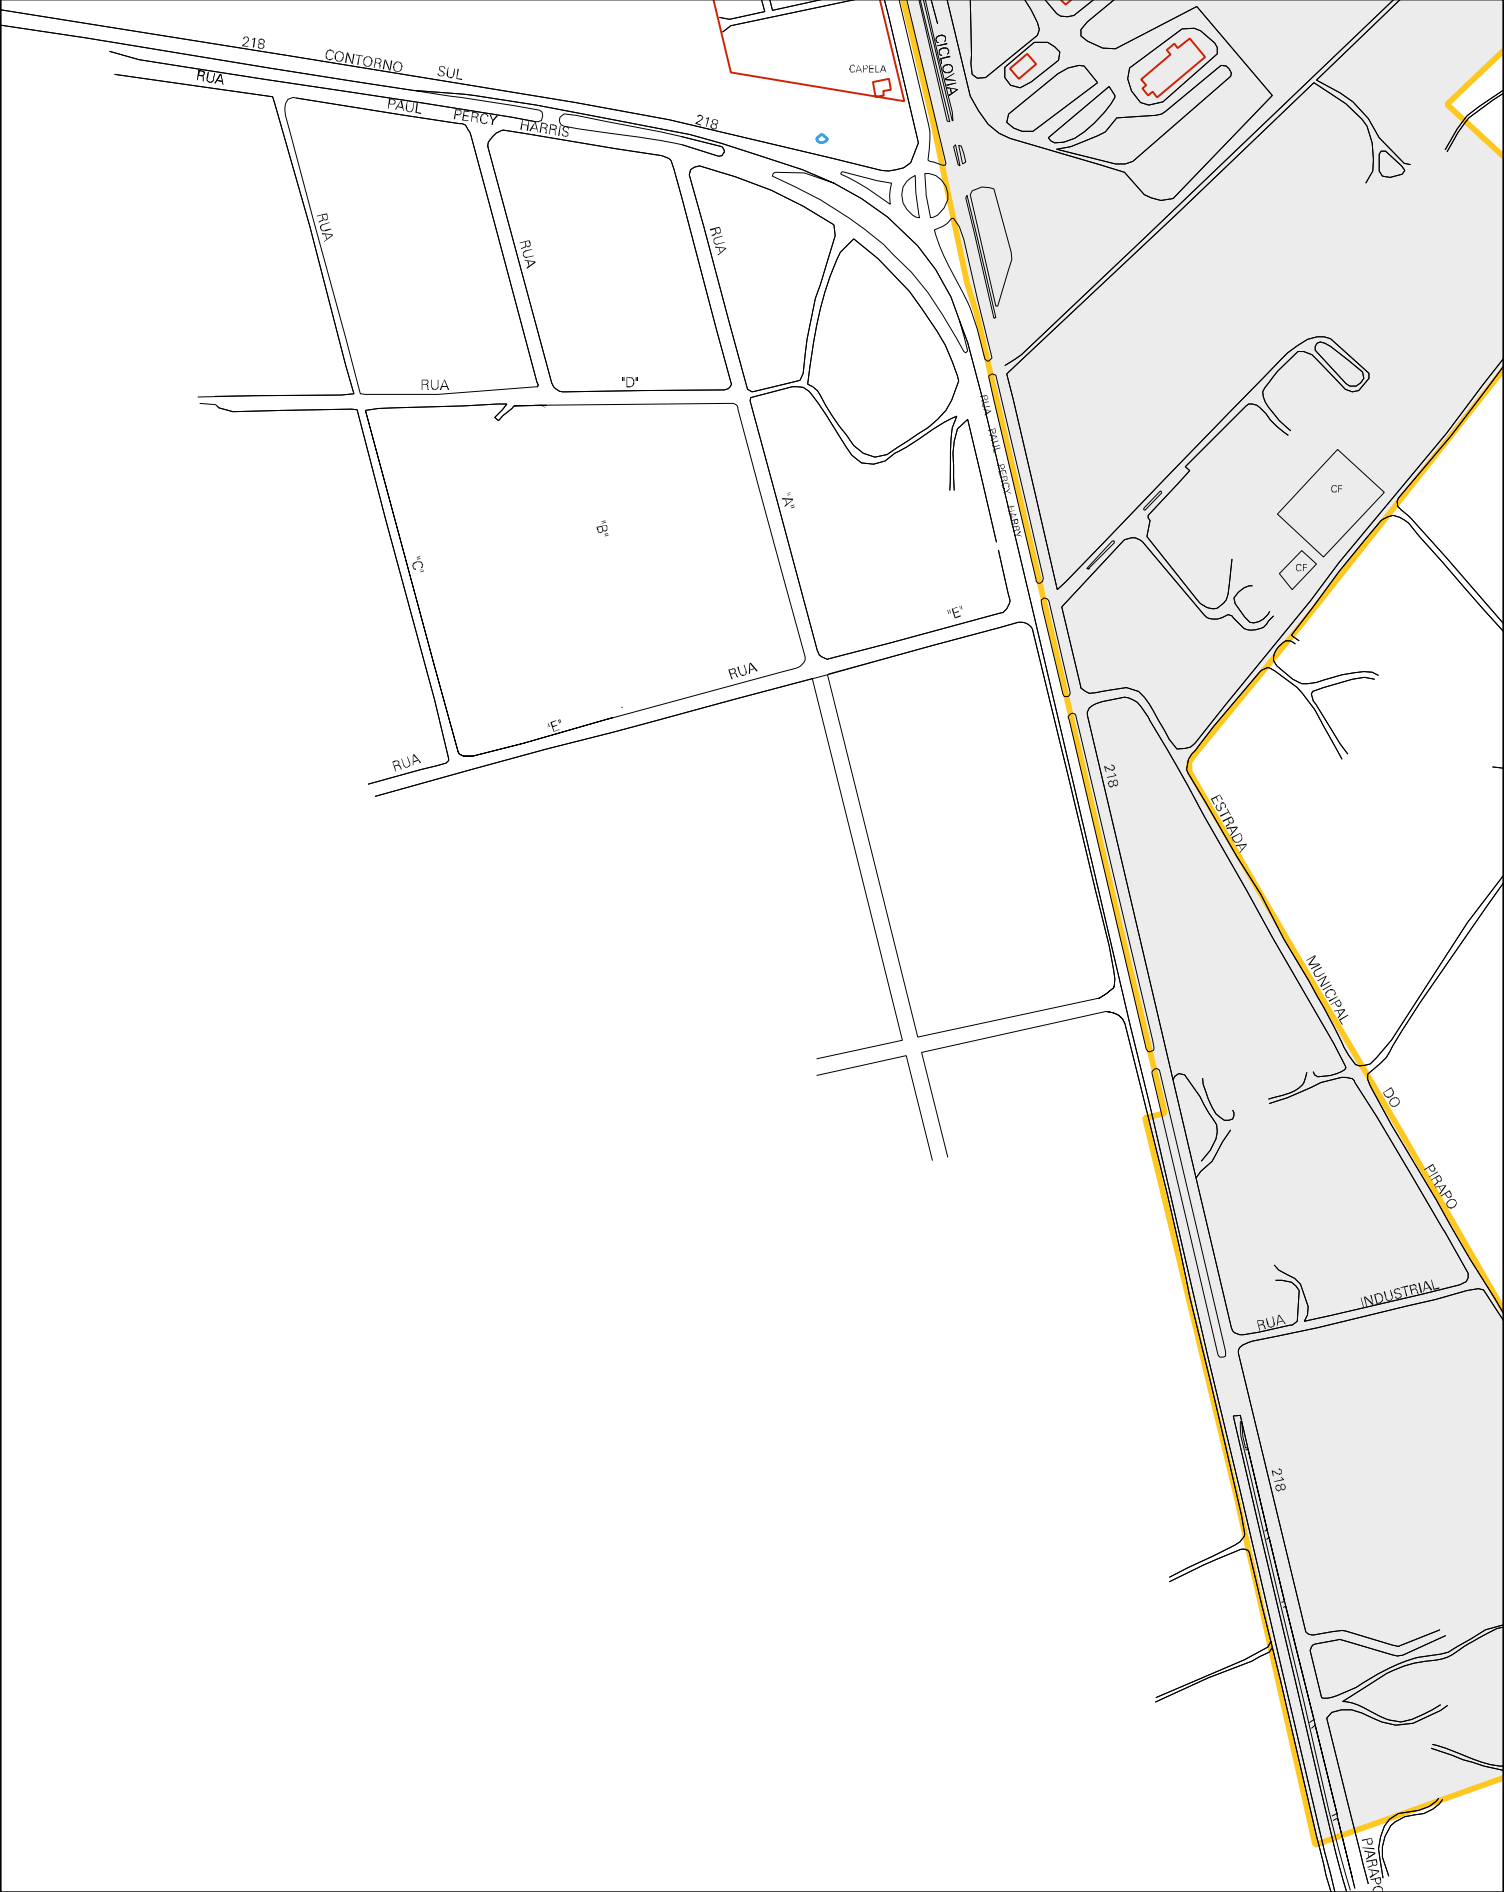 218
CONTORNO SUL
RUA PAUL PERCY HARRIS
218
CAPELA
CICLOVIA
RUA
RUA
RUA
RUA "D"
RUA PAUL PERCY HARRY
CF
CF
"A"
"B"
"C"
"E"
RUA
"E"
RUA
218
ESTRADA MUNICIPAL DO PIRAPO
RUA INDUSTRIAL
218
P/ARAPO